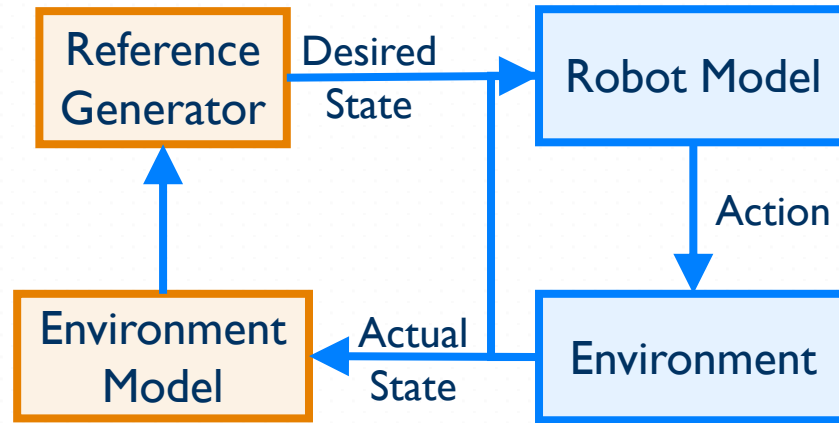 Reference
Generator
Desired
State
Robot Model
Action
Environment
Model
Actual
State
Environment